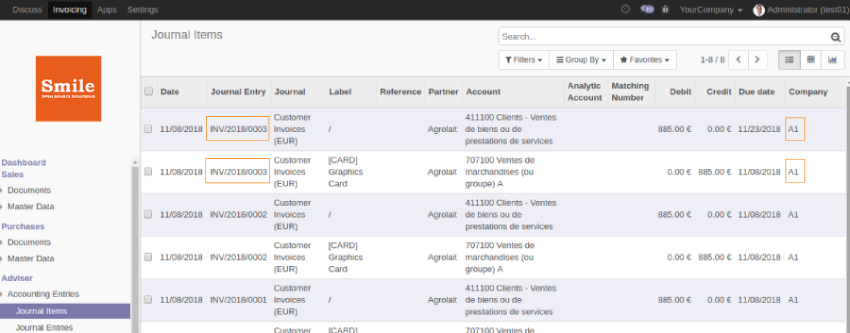 Discuss Invoicing Apps Settings 10 YourCompany Administrator (test01)
Journal Items Search...
Filters Group By Favorites 1-8 / 8
Smile
OPEN SOURCE SOLUTIONS
Dashboard
Sales
Documents
Master Data
Purchases
Documents
Master Data
Adviser
Accounting Entries
Journal Items
Journal Entries
Date Journal Entry Journal Label Reference Partner Account Analytic Account Matching Number Debit Credit Due date Company
11/08/2018 INV/2018/0003 Customer Invoices (EUR) / Agrolait 411100 Clients - Ventes de biens ou de prestations de services 885.00 € 0.00 € 11/23/2018 A1
11/08/2018 INV/2018/0003 Customer Invoices (EUR) [CARD] Graphics Card Agrolait 707100 Ventes de marchandises (ou groupe) A 0.00 € 885.00 € 11/08/2018 A1
11/08/2018 INV/2018/0002 Customer Invoices (EUR) / Agrolait 411100 Clients - Ventes de biens ou de prestations de services 885.00 € 0.00 € 11/08/2018 A1
11/08/2018 INV/2018/0002 Customer Invoices (EUR) [CARD] Graphics Card Agrolait 707100 Ventes de marchandises (ou groupe) A 0.00 € 885.00 € 11/08/2018 A1
11/08/2018 INV/2018/0001 Customer Invoices (EUR) / Agrolait 411100 Clients - Ventes de biens ou de prestations de services 885.00 € 0.00 € 11/08/2018 A1
Customer [CARD] 707100 Ventes de